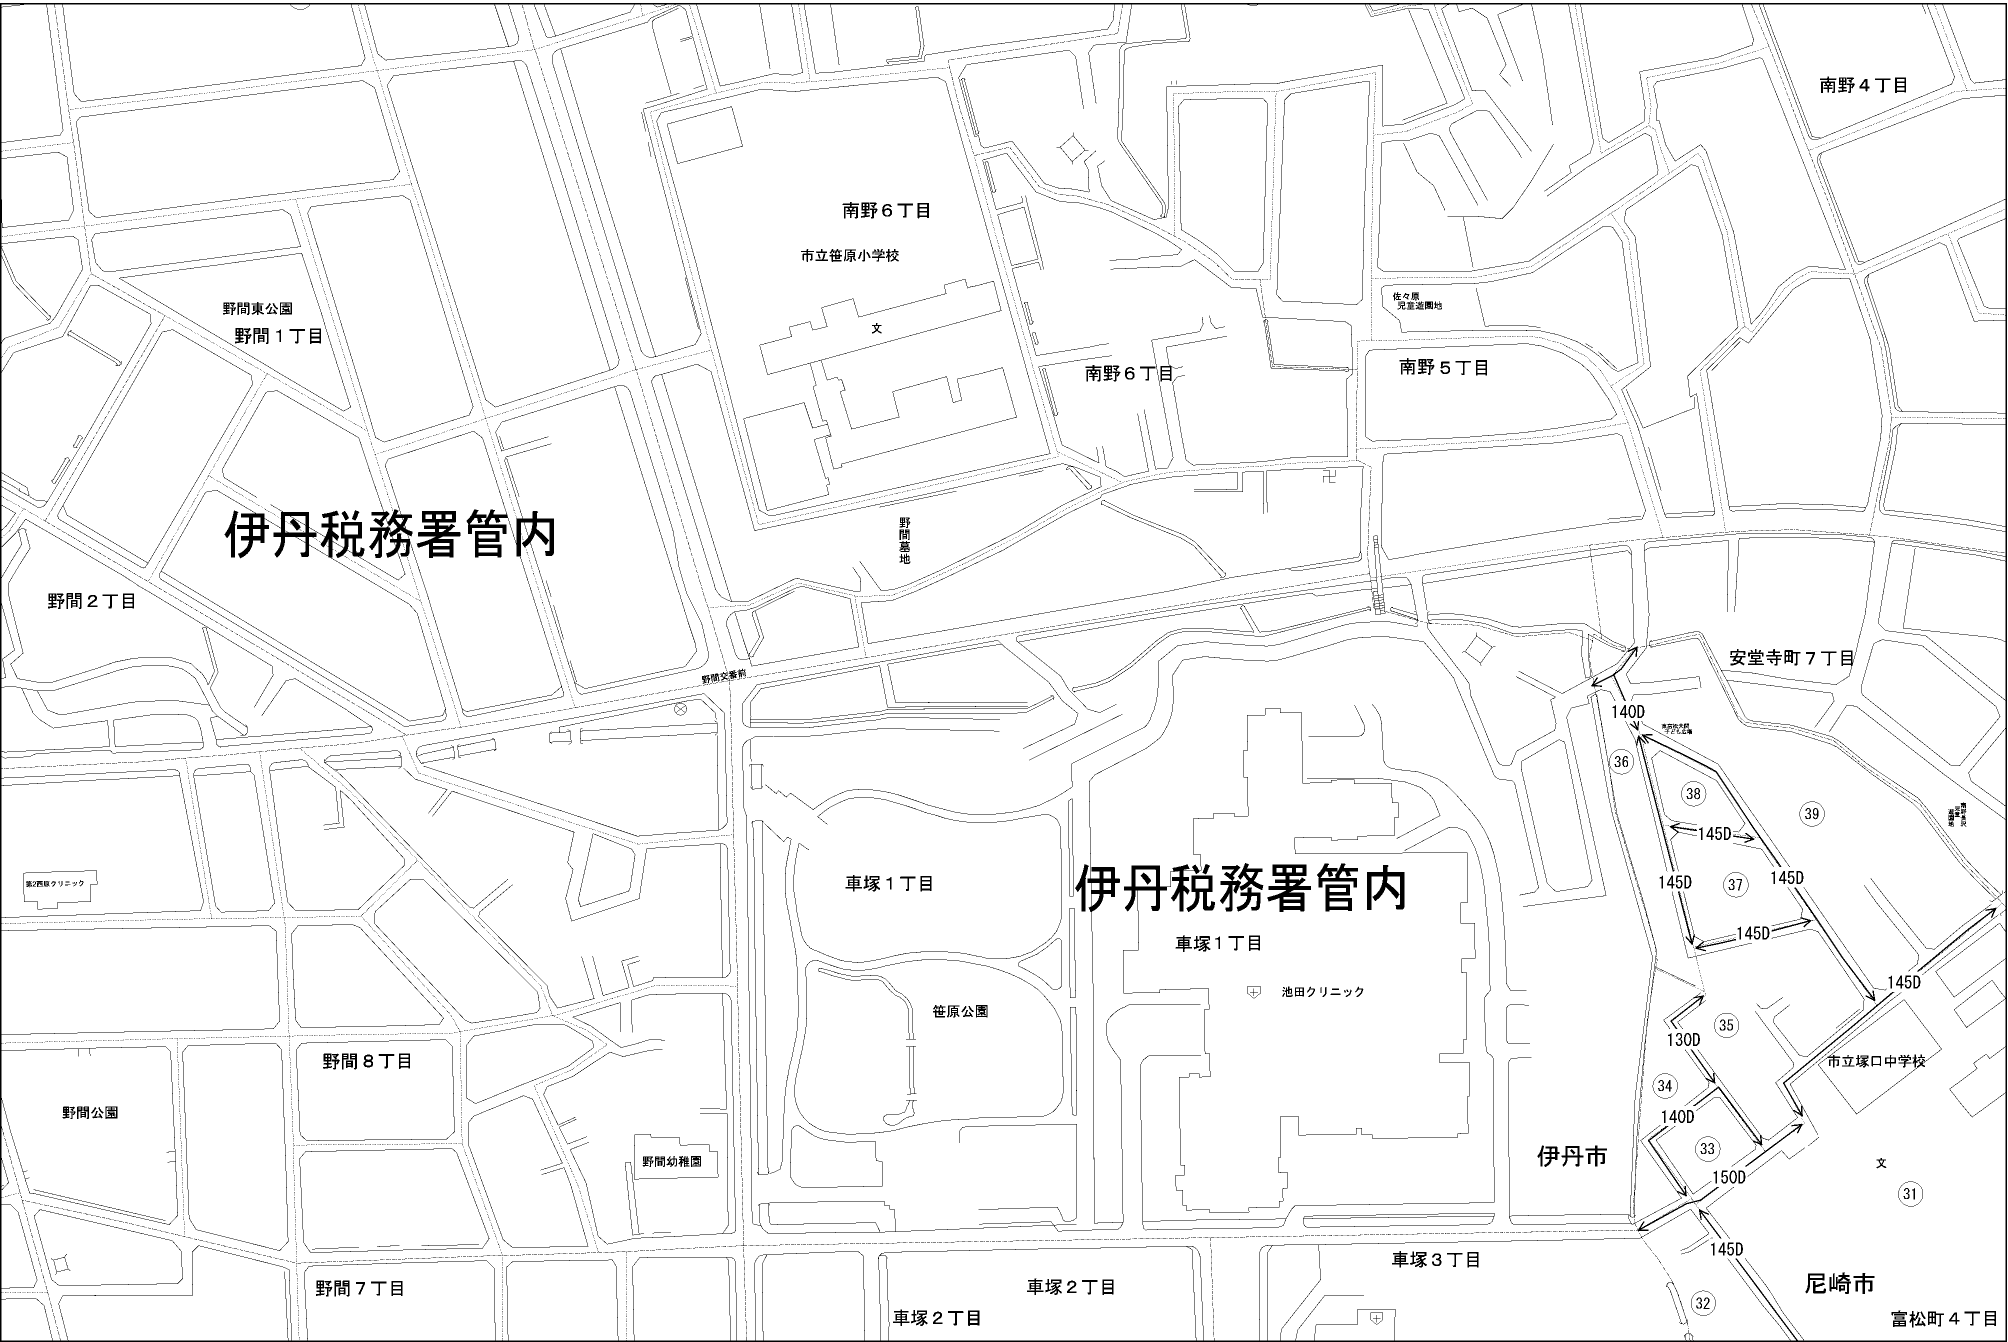 南野４丁目
南野６丁目
市立笹原小学校
文
野間東公園
野間１丁目
佐々原
児童遊園地
南野６丁目
南野５丁目
伊丹税務署管内
野間墓地
野間２丁目
野間交番前
安堂寺町７丁目
140D
36
38
39
145D
第2西原クリニック
車塚１丁目
伊丹税務署管内
145D
37
145D
車塚１丁目
145D
池田クリニック
145D
笹原公園
35
130D
野間８丁目
市立塚口中学校
34
野間公園
140D
33
野間幼稚園
伊丹市
文
150D
31
145D
車塚３丁目
野間７丁目
車塚２丁目
尼崎市
32
車塚２丁目
富松町４丁目